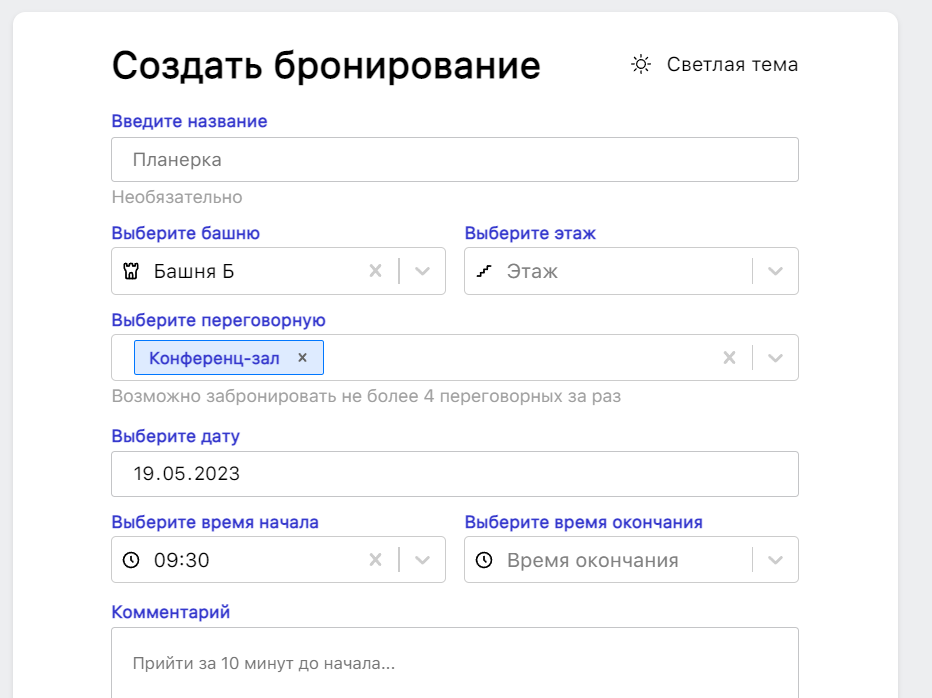 Создать бронирование
Светлая тема
Введите название
Планерка
Необязательно
Выберите башню
Выберите этаж
Башня Б
Этаж
Выберите переговорную
Конференц-зал
Возможно забронировать не более 4 переговорных за раз
Выберите дату
19.05.2023
Выберите время начала
Выберите время окончания
09:30
Время окончания
Комментарий
Прийти за 10 минут до начала...